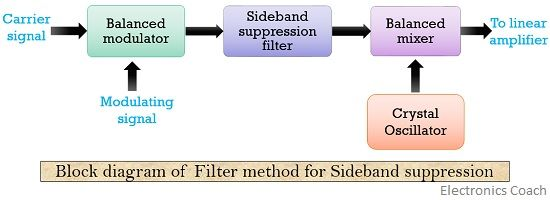 Carrier
signal
Balanced
modulator
Sideband
suppression
filter
Balanced
mixer
To linear
amplifier
Modulating
signal
Crystal
Oscillator
Block diagram of Filter method for Sideband suppression
Electronics Coach